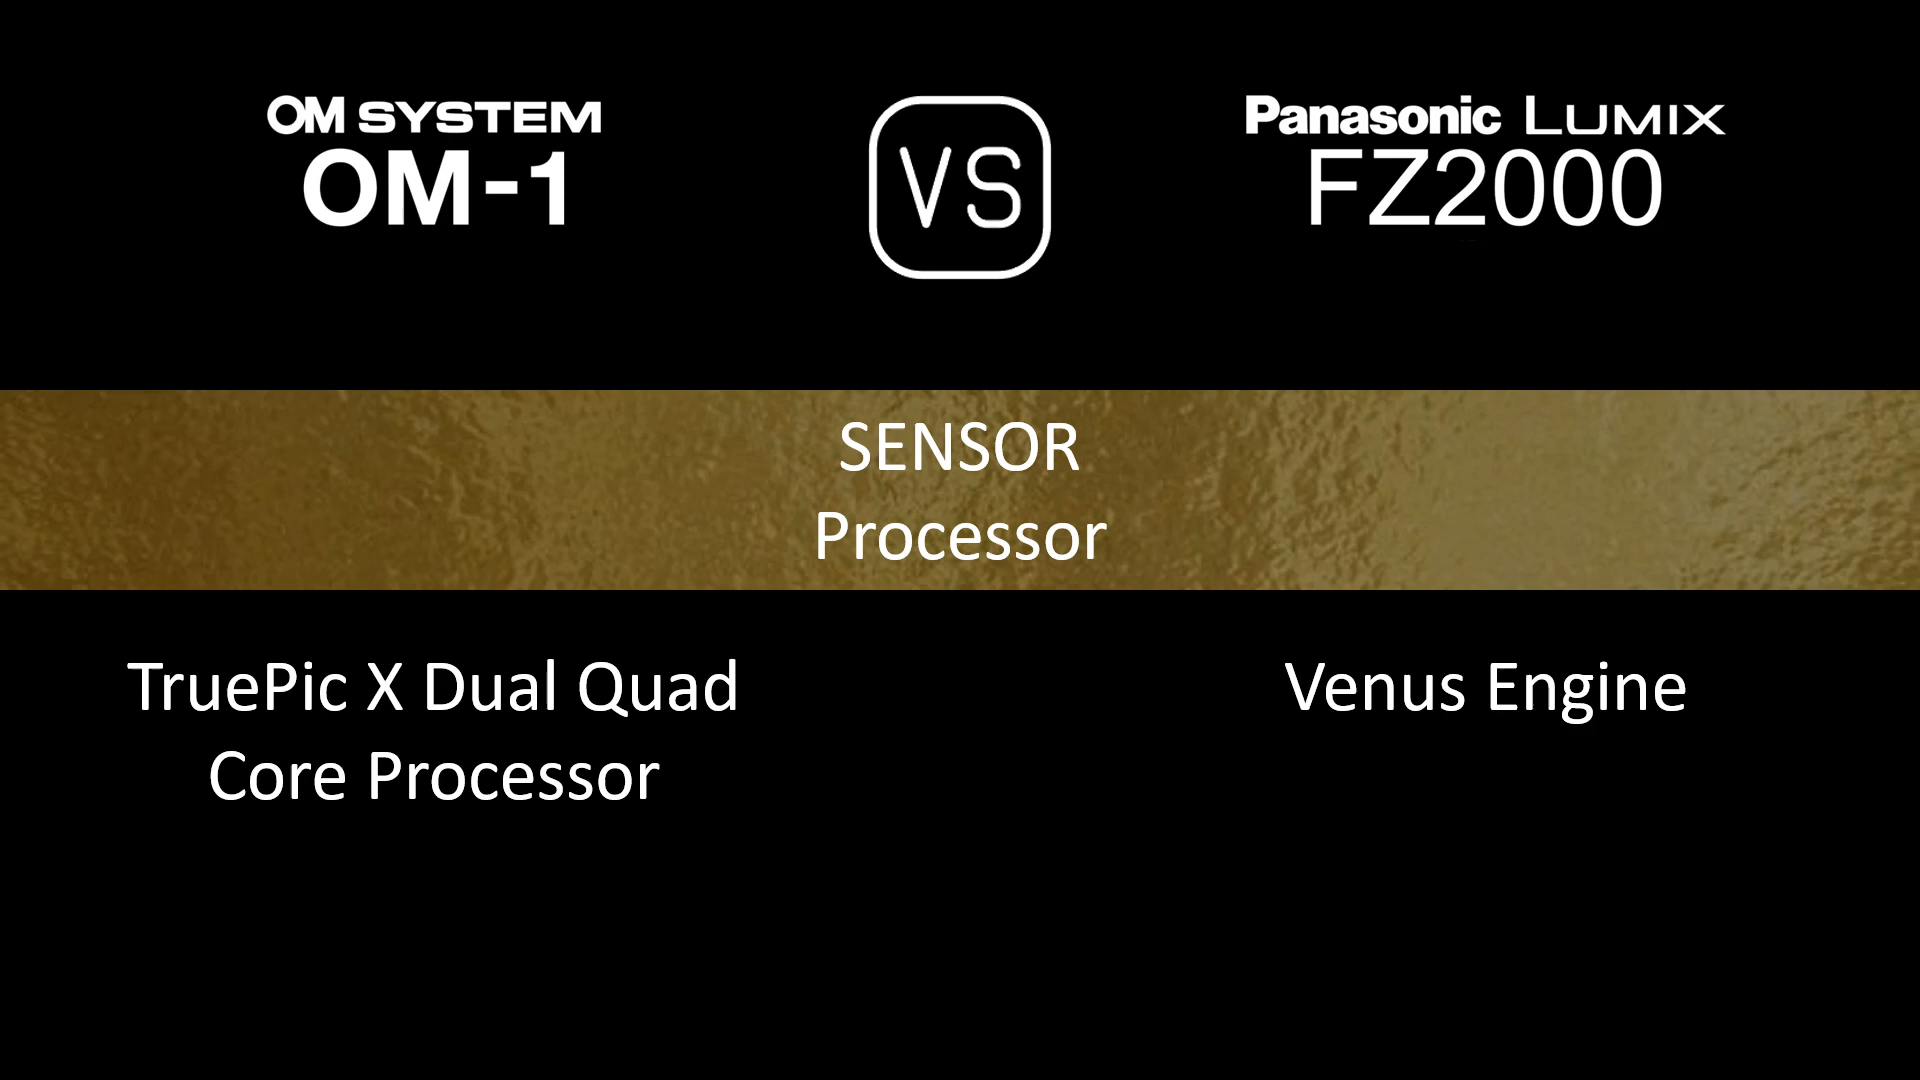 OM SYSTEM
OM-1
VS
Panasonic LUMIX
FZ2000
SENSOR
Processor
TruePic X Dual Quad
Core Processor
Venus Engine